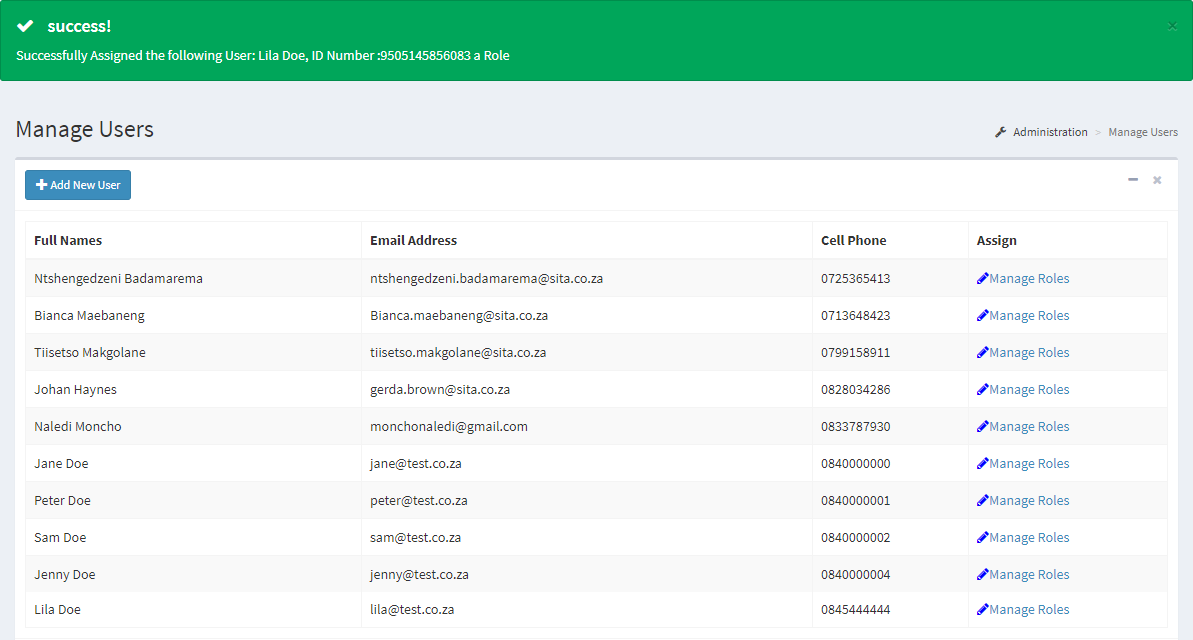 success!
Successfully Assigned the following User: Lila Doe, ID Number :9505145856083 a Role
Manage Users
Administration > Manage Users
Add New User
Full Names Email Address Cell Phone Assign
Ntshengedzeni Badamarema ntshengedzeni.badamarema@sita.co.za 0725365413 Manage Roles
Bianca Maebaneng Bianca.maebaneng@sita.co.za 0713648423 Manage Roles
Tiisetso Makgolane tiisetso.makgolane@sita.co.za 0799158911 Manage Roles
Johan Haynes gerda.brown@sita.co.za 0828034286 Manage Roles
Naledi Moncho monchonaledi@gmail.com 0833787930 Manage Roles
Jane Doe jane@test.co.za 0840000000 Manage Roles
Peter Doe peter@test.co.za 0840000001 Manage Roles
Sam Doe sam@test.co.za 0840000002 Manage Roles
Jenny Doe jenny@test.co.za 0840000004 Manage Roles
Lila Doe lila@test.co.za 0845444444 Manage Roles